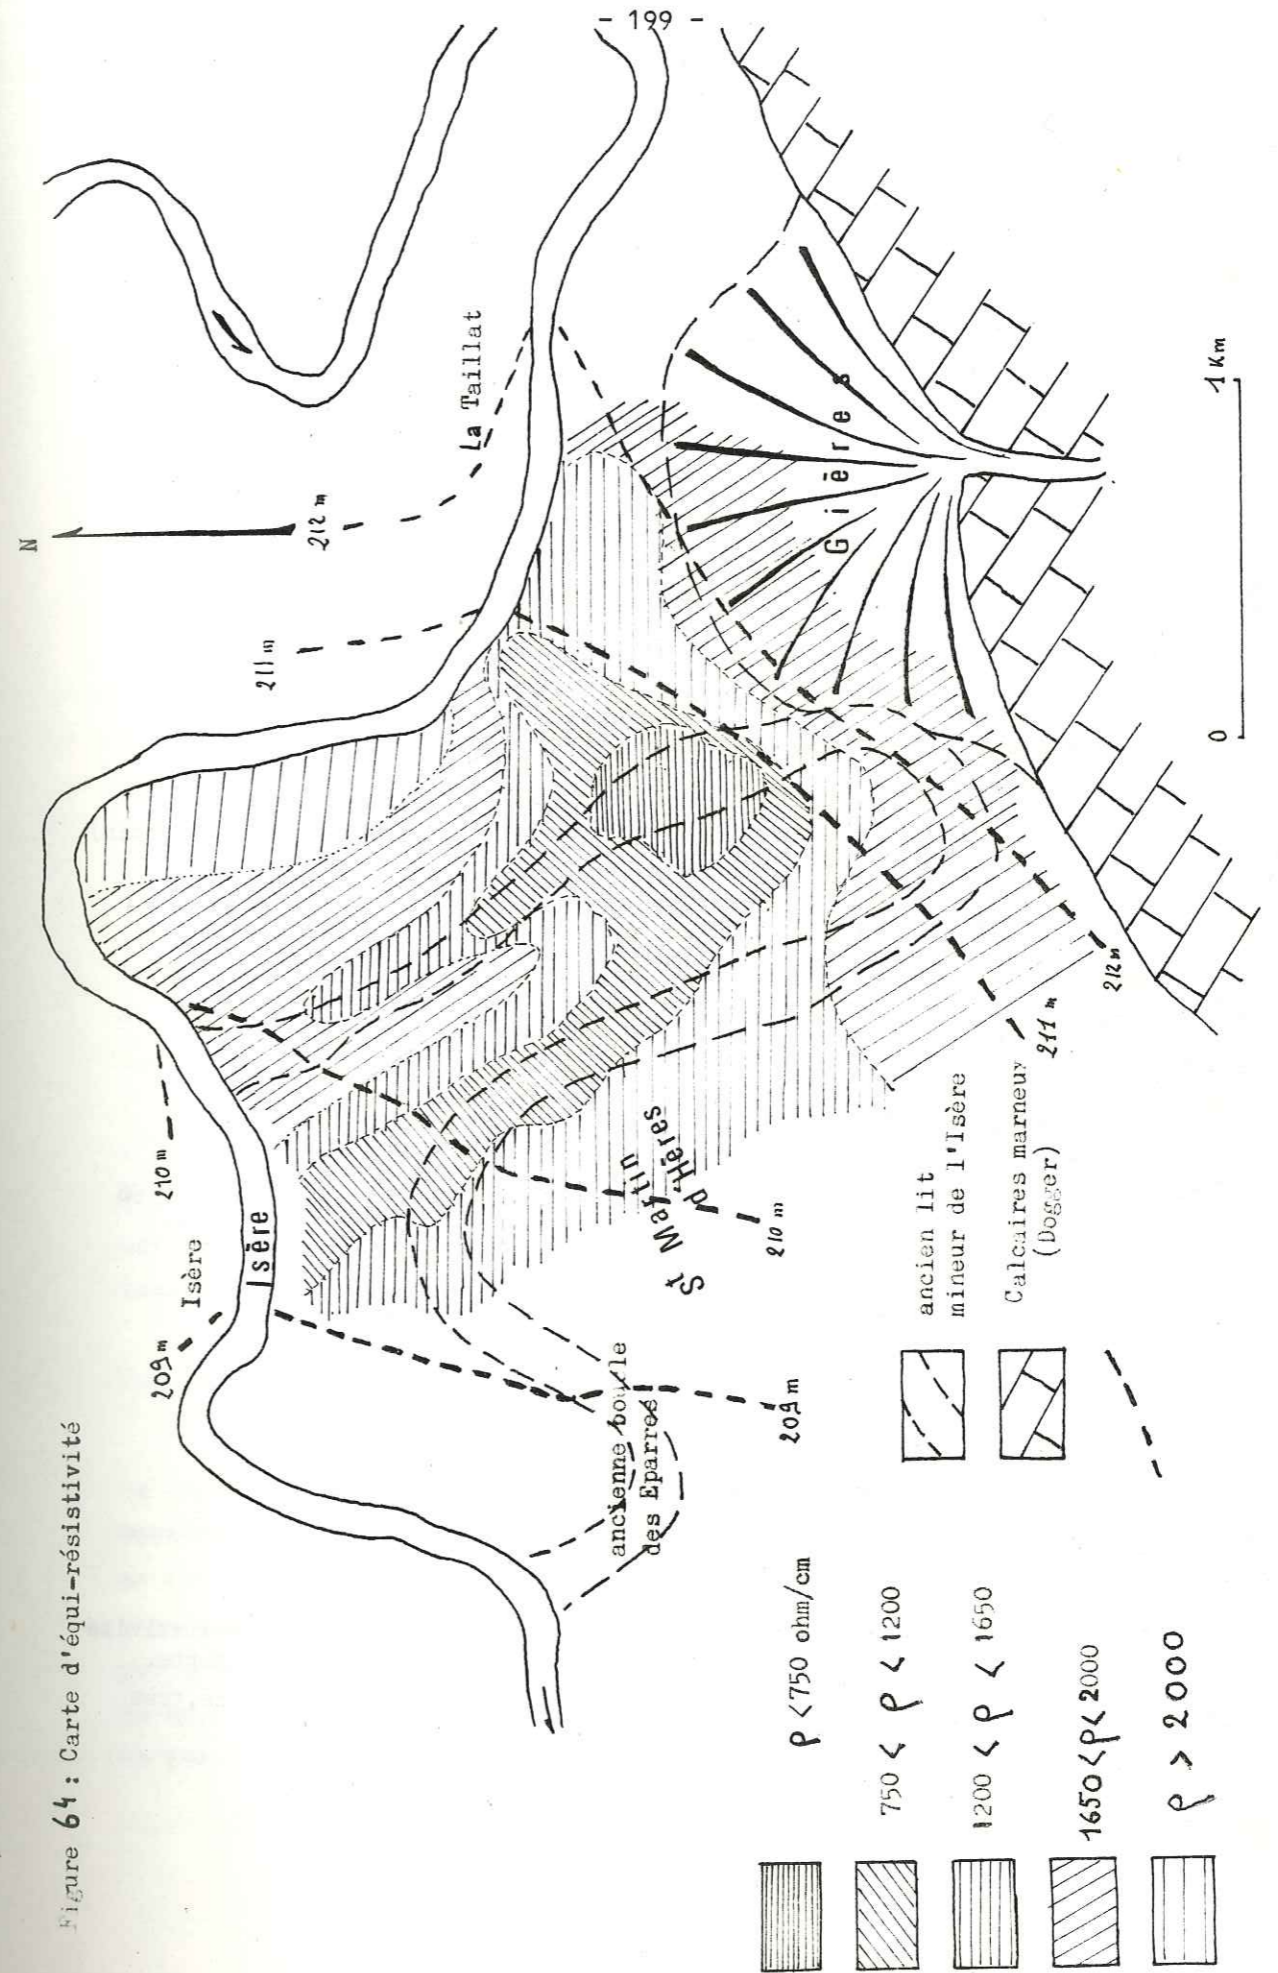 - 199 -
Figure 64 : Carte d'équi-résistivité
N
La Taillat
212 m
211 m
210 m
Isère
209 m
Isère
Gières
St Martin
d'Hères
ancienne boucle
des Eparres
212 m
211 m
210 m
209 m
0 1 Km
ρ < 750 ohm/cm
750 < ρ < 1200
1200 < ρ < 1650
1650 < ρ < 2000
ρ > 2000
ancien lit
mineur de l'Isère
Calcaires marneux
(Dogger)